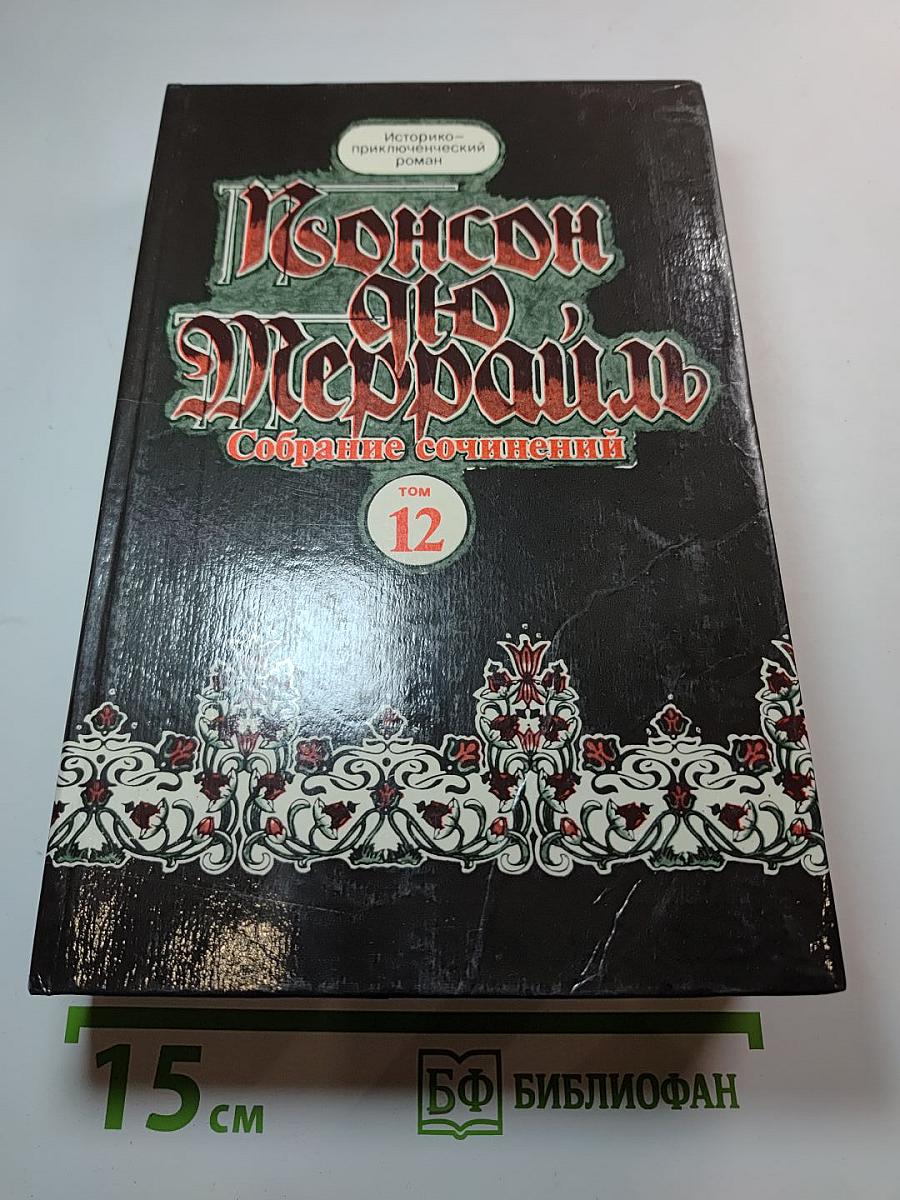 Историко-
приключенческий
роман
Понсон
дю
Террайль
Собрание сочинений
том
12
15 см
БФ БИБЛИОФАН